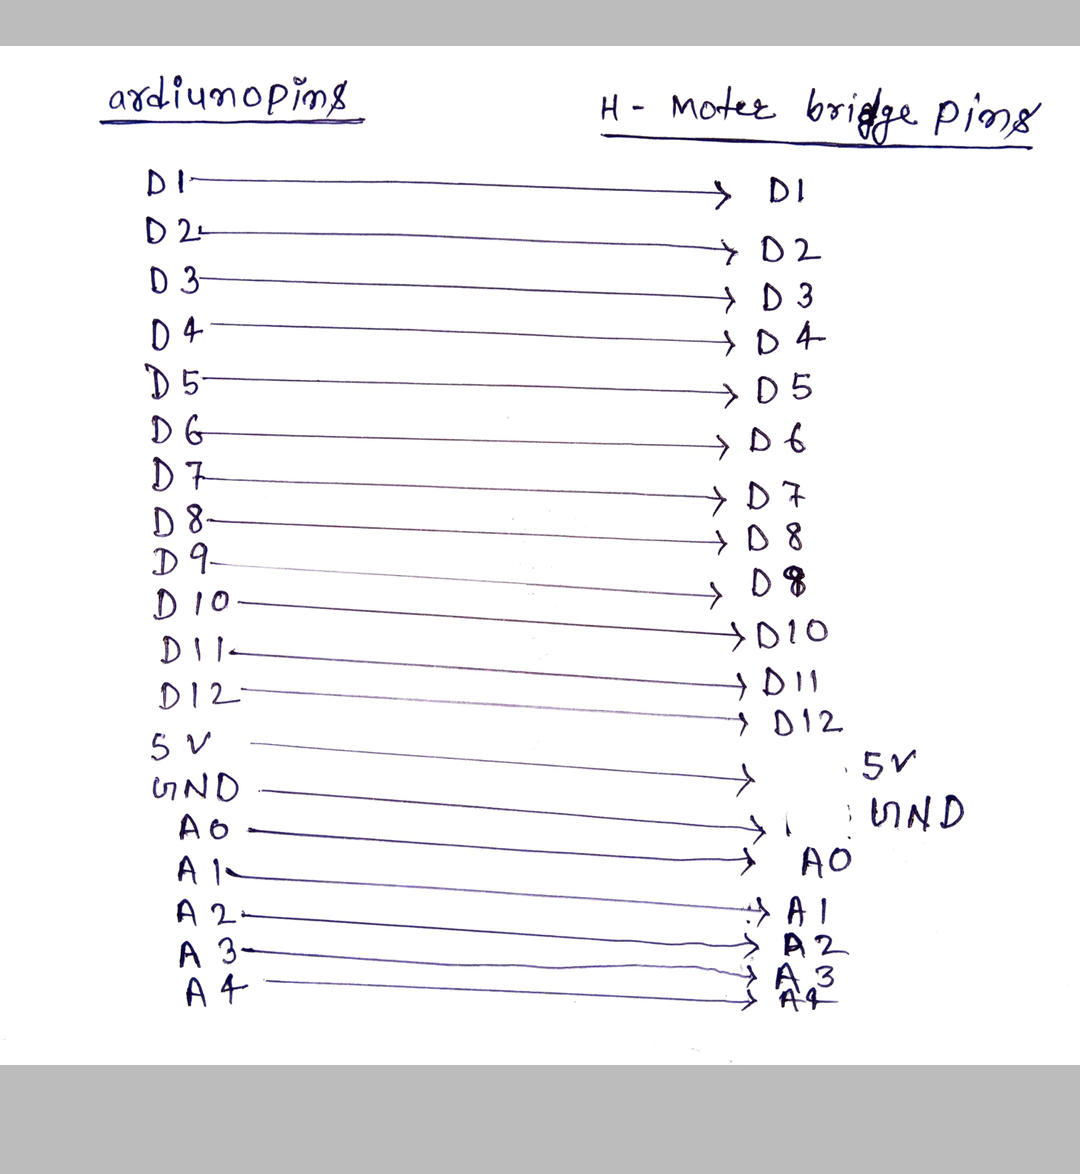 ardiunopins H - Moter bridge pins
D1 D1
D2 D2
D3 D3
D4 D4
D5 D5
D6 D6
D7 D7
D8 D8
D9 D
D10 D10
D11 D11
D12 D12
5V 5V
GND GND
A0 A0
A1 A1
A2 A2
A3 A3
A4 A4